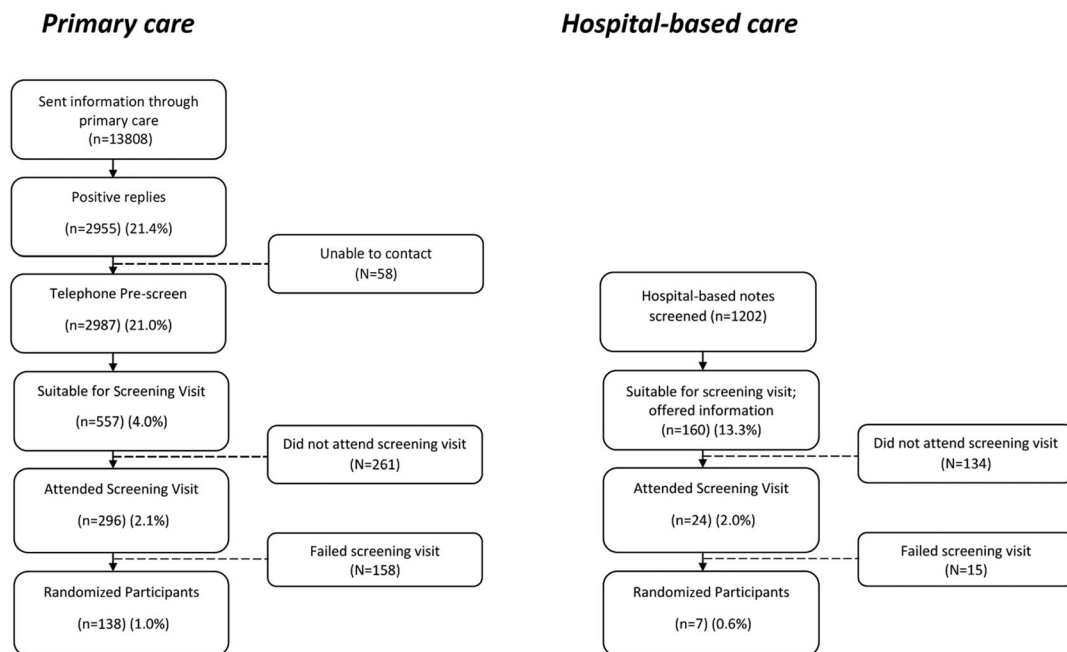 Primary care
Sent information through
primary care
(n=13808)
Positive replies
(n=2955) (21.4%)
Unable to contact
(N=58)
Telephone Pre-screen
(n=2987) (21.0%)
Suitable for Screening Visit
(n=557) (4.0%)
Did not attend screening visit
(N=261)
Attended Screening Visit
(n=296) (2.1%)
Failed screening visit
(N=158)
Randomized Participants
(n=138) (1.0%)
Hospital-based care
Hospital-based notes
screened (n=1202)
Suitable for screening visit;
offered information
(n=160) (13.3%)
Did not attend screening visit
(N=134)
Attended Screening Visit
(n=24) (2.0%)
Failed screening visit
(N=15)
Randomized Participants
(n=7) (0.6%)